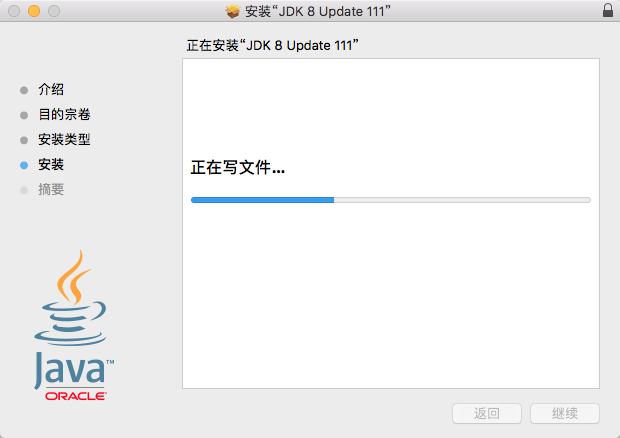 安装“JDK 8 Update 111”
正在安装“JDK 8 Update 111”
介绍
目的宗卷
安装类型
安装
摘要
正在写文件...
Java™
ORACLE®
返回
继续